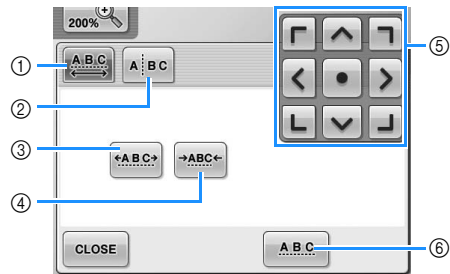 200%
① A B C A B C ⑤
②
③ A B C ABC
④
CLOSE A B C ⑥